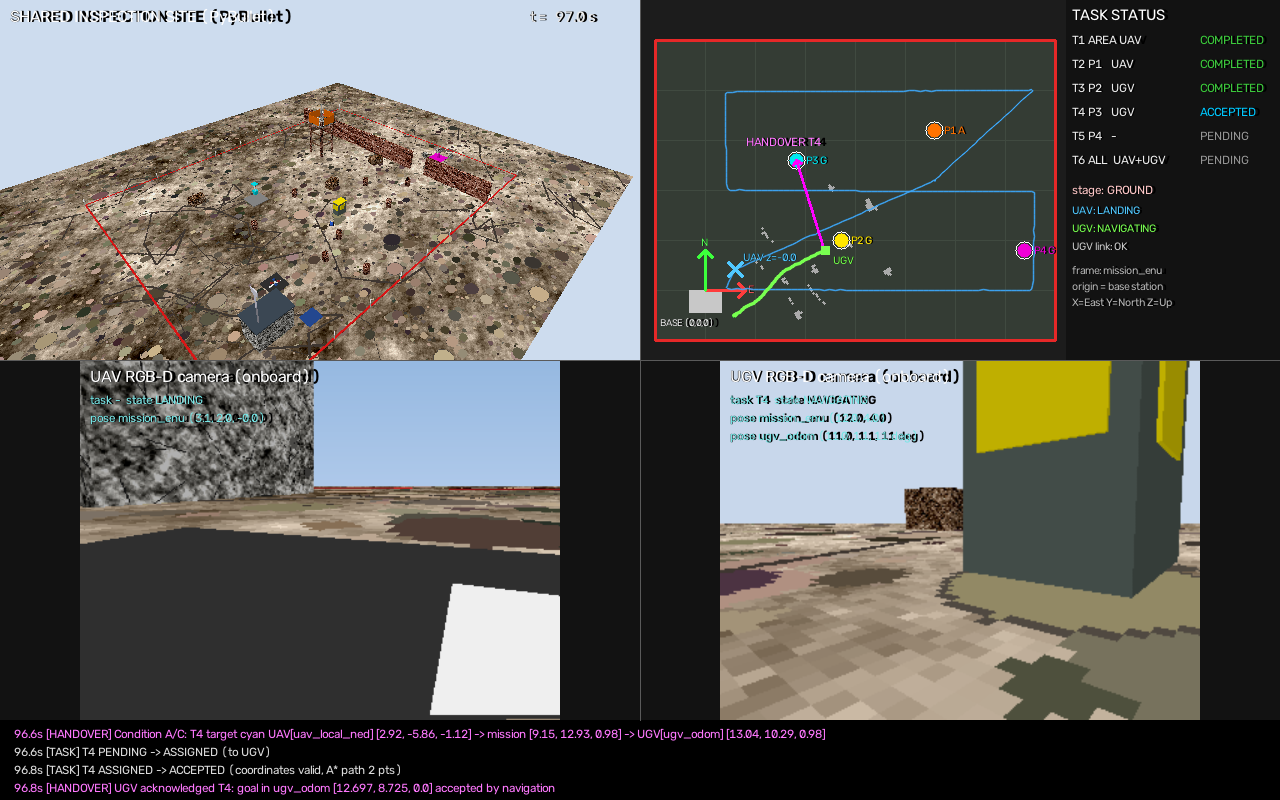 SHARED INSPECTION SITE (PyBullet)
t = 97.0 s
HANDOVER T4
P1 A
P3 G
P2 G
P4 G
N
E
UAV z=-0.0
UGV
BASE (0,0,0)
TASK STATUS
T1 AREA UAV COMPLETED
T2 P1 UAV COMPLETED
T3 P2 UGV COMPLETED
T4 P3 UGV ACCEPTED
T5 P4 - PENDING
T6 ALL UAV+UGV PENDING
stage: GROUND
UAV: LANDING
UGV: NAVIGATING
UGV link: OK
frame: mission_enu
origin = base station
X=East Y=North Z=Up
UAV RGB-D camera (onboard)
task - state LANDING
pose mission_enu (3.1, 2.0, -0.0)
UGV RGB-D camera (onboard)
task T4 state NAVIGATING
pose mission_enu (12.0, 4.0)
pose ugv_odom (11.0, 1.1, 11 deg)
96.6s [HANDOVER] Condition A/C: T4 target cyan UAV[uav_local_ned] [2.92, -5.86, -1.12] -> mission [9.15, 12.93, 0.98] -> UGV[ugv_odom] [13.04, 10.29, 0.98]
96.6s [TASK] T4 PENDING -> ASSIGNED (to UGV)
96.8s [TASK] T4 ASSIGNED -> ACCEPTED (coordinates valid, A* path 2 pts)
96.8s [HANDOVER] UGV acknowledged T4: goal in ugv_odom [12.697, 8.725, 0.0] accepted by navigation